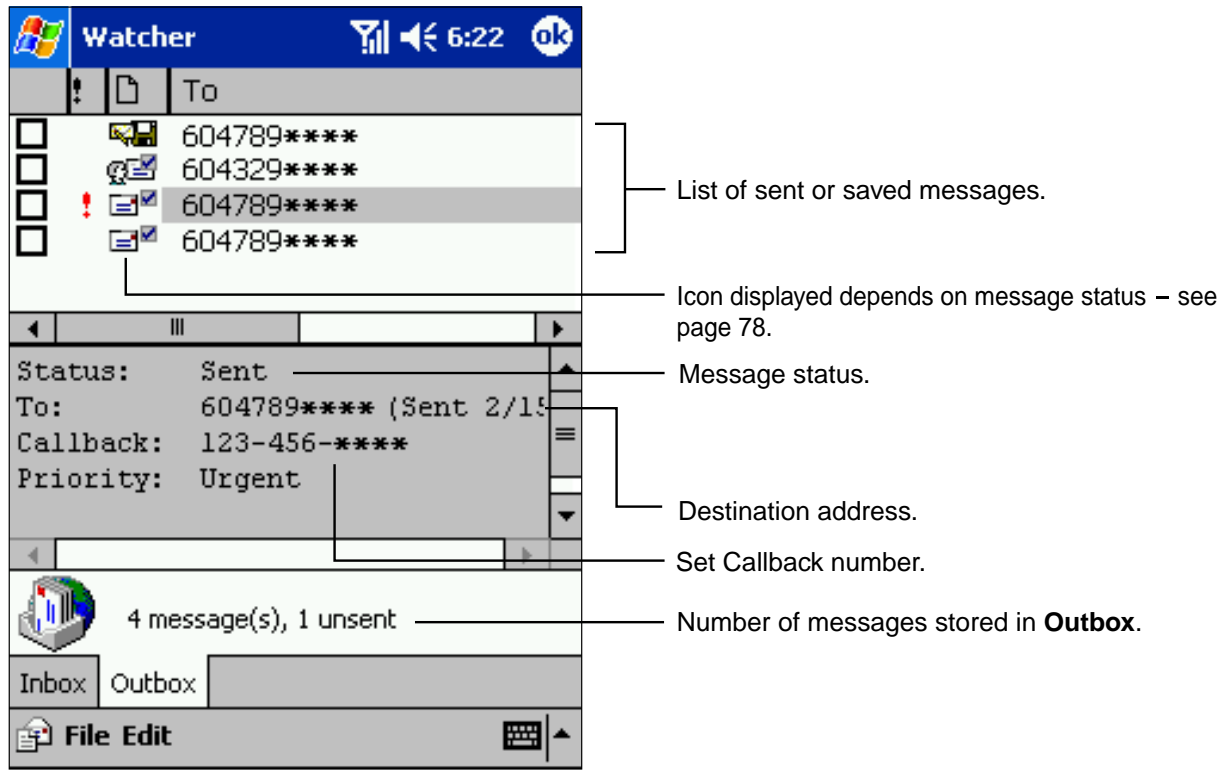 Watcher 6:22 ok
! To
604789****
604329****
! 604789****
604789****
List of sent or saved messages.
Icon displayed depends on message status – see
page 78.
Status: Sent
Message status.
To: 604789**** (Sent 2/15
Callback: 123-456-****
Priority: Urgent
Destination address.
Set Callback number.
4 message(s), 1 unsent
Number of messages stored in Outbox.
Inbox Outbox
File Edit